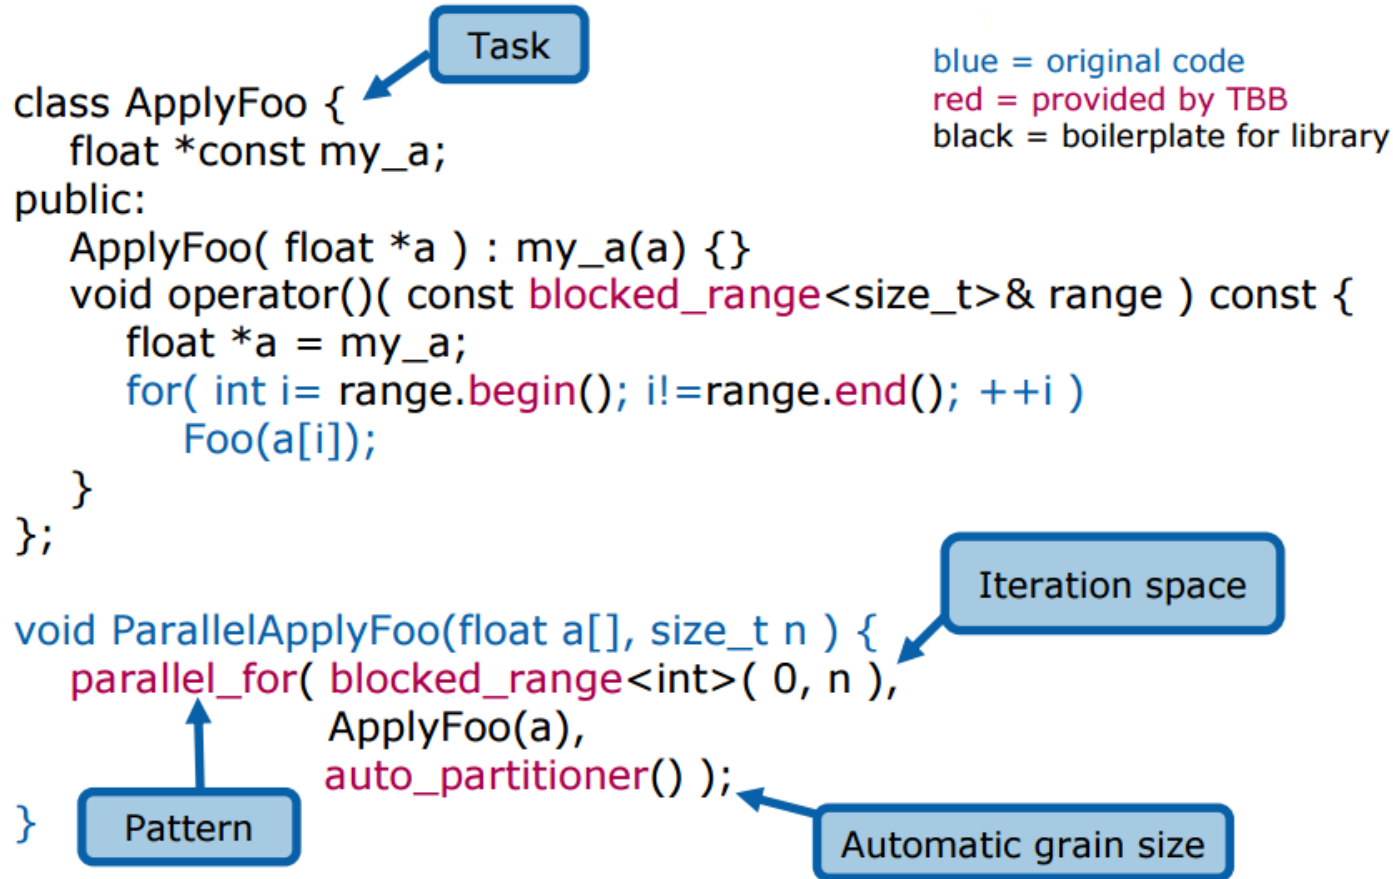 Task
blue = original code
red = provided by TBB
black = boilerplate for library
class ApplyFoo {
float *const my_a;
public:
ApplyFoo( float *a ) : my_a(a) {}
void operator()( const blocked_range<size_t>& range ) const {
float *a = my_a;
for( int i= range.begin(); i!=range.end(); ++i )
Foo(a[i]);
}
};
Iteration space
void ParallelApplyFoo(float a[], size_t n ) {
parallel_for( blocked_range<int>( 0, n ),
ApplyFoo(a),
auto_partitioner() );
}
Pattern
Automatic grain size